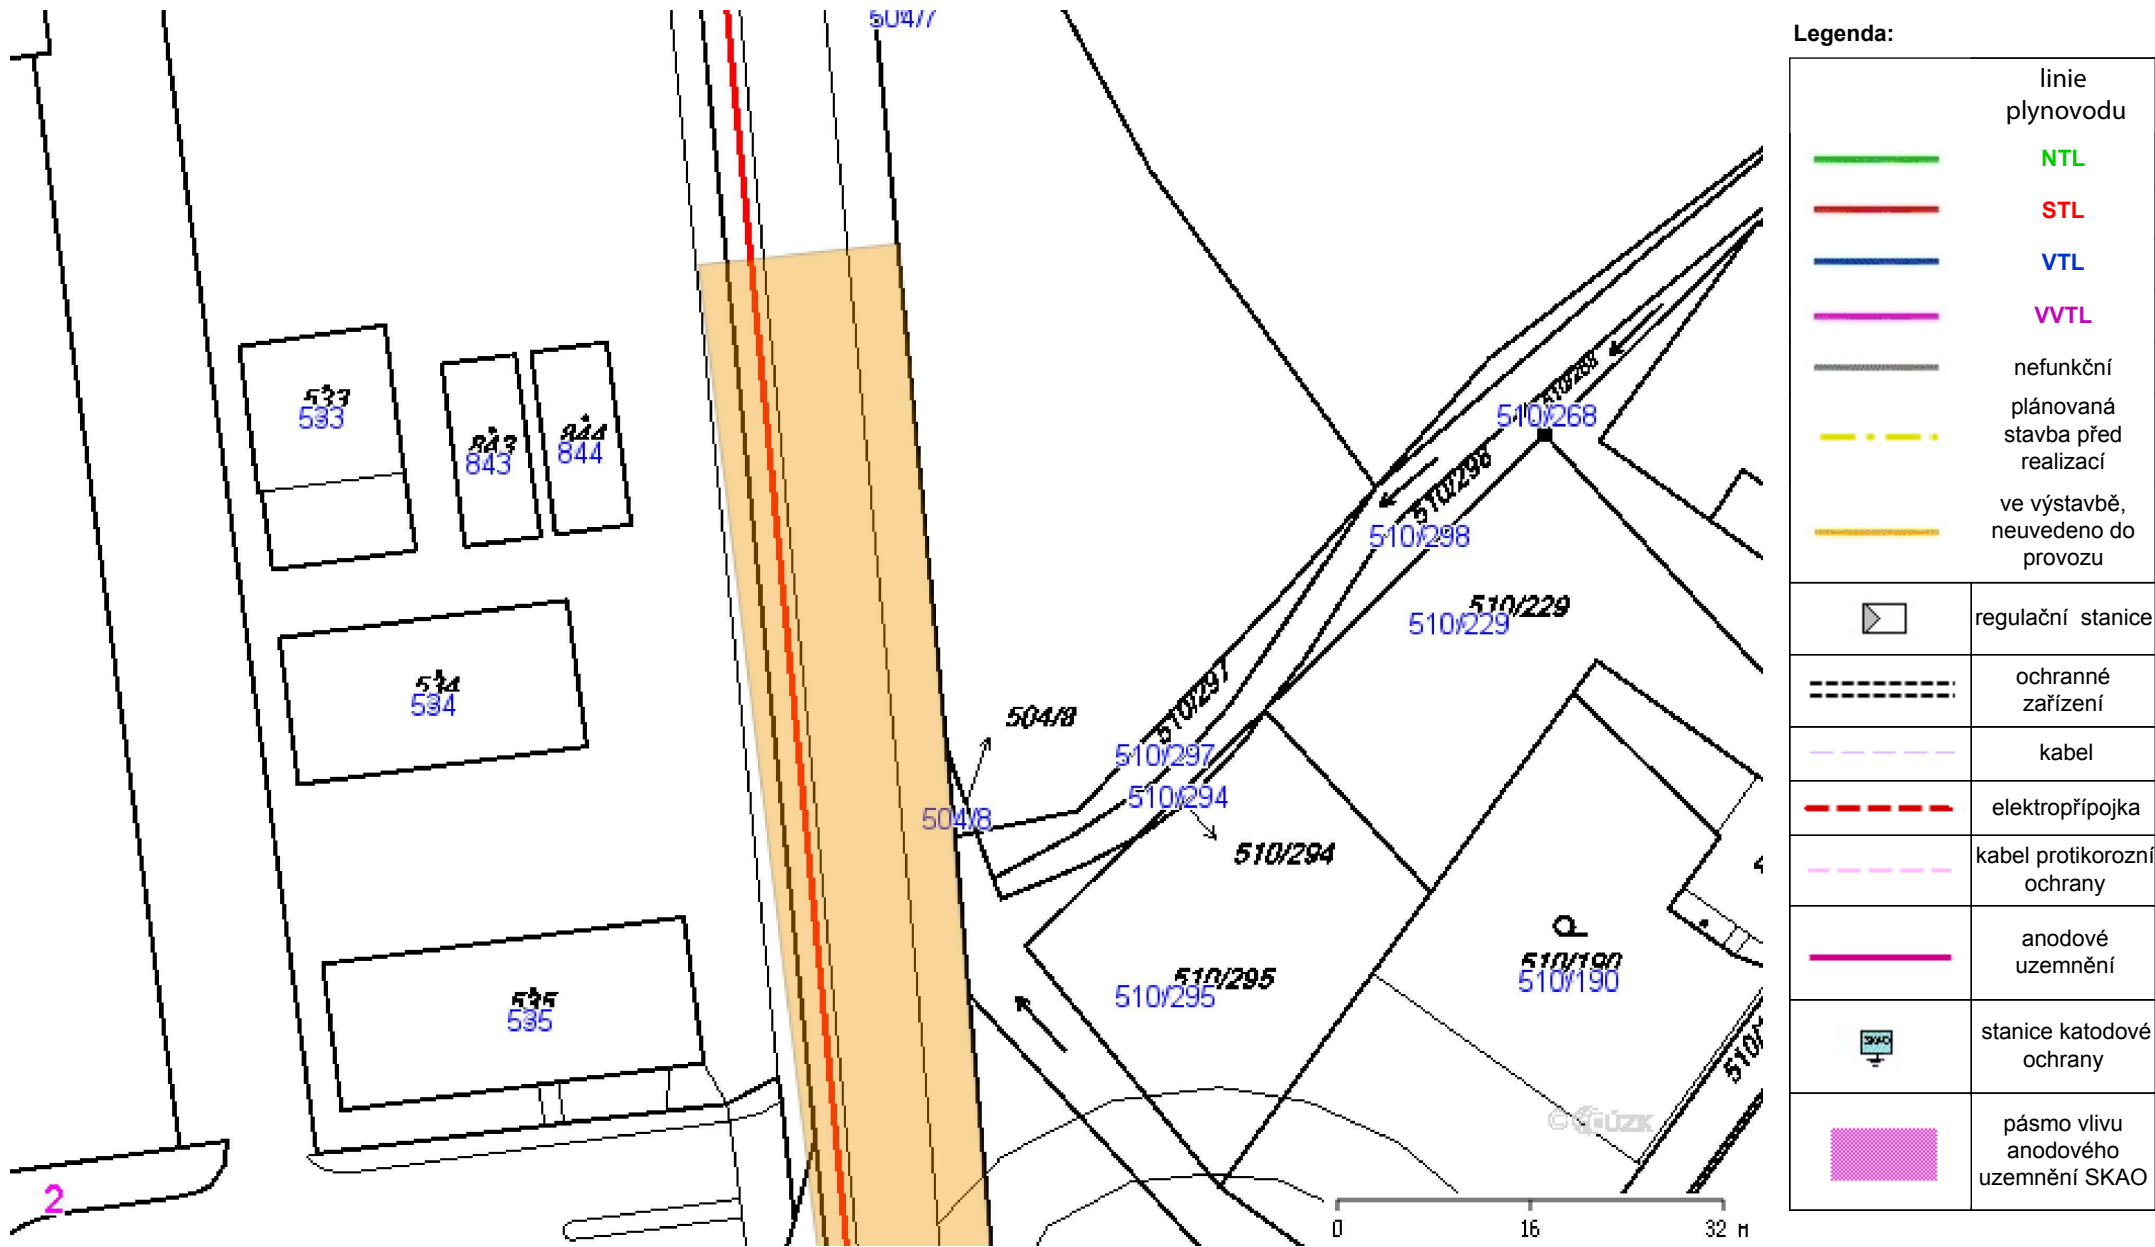 504/7
Legenda:
linie
plynovodu
NTL
STL
VTL
VVTL
nefunkční
plánovaná
stavba před
realizací
ve výstavbě,
neuvedeno do
provozu
regulační stanice
ochranné
zařízení
kabel
elektropřípojka
kabel protikorozní
ochrany
anodové
uzemnění
SKAO
stanice katodové
ochrany
pásmo vlivu
anodového
uzemnění SKAO
533
533
843
843
844
844
534
534
535
535
2
510/268
510/268
510/298
510/298
510/229
510/229
510/297
510/297
504/8
504/8
510/294
510/294
510/295
510/295
P
510/190
510/190
© ČÚZK
0 16 32 M